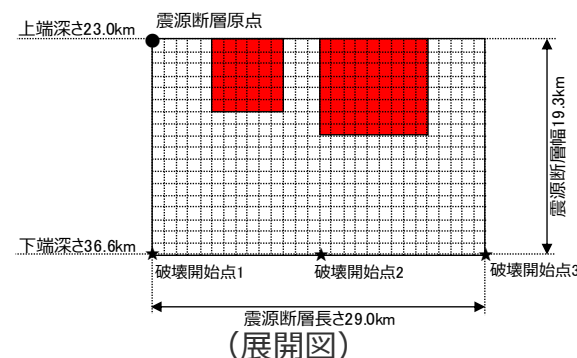 震源断層原点
上端深さ23.0km
震源断層幅19.3km
下端深さ36.6km
破壊開始点1
破壊開始点2
破壊開始点3
震源断層長さ29.0km
(展開図)